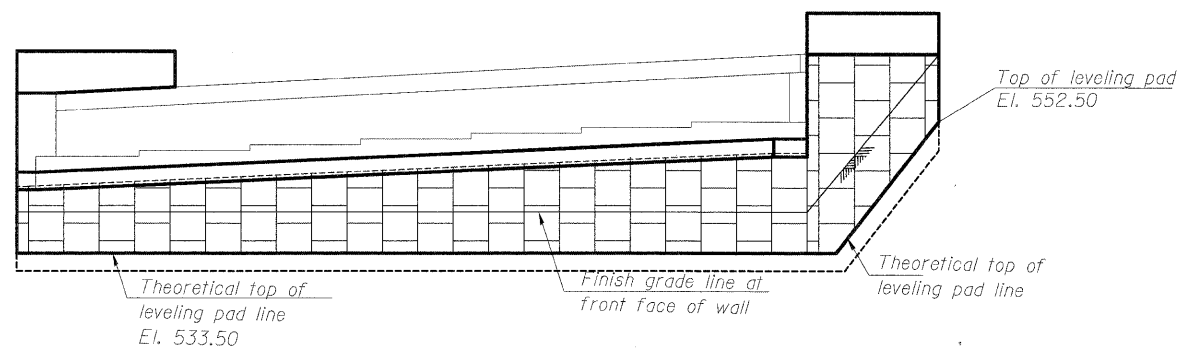 Top of leveling pad
El. 552.50
Theoretical top of
leveling pad line
El. 533.50
Finish grade line at
front face of wall
Theoretical top of
leveling pad line